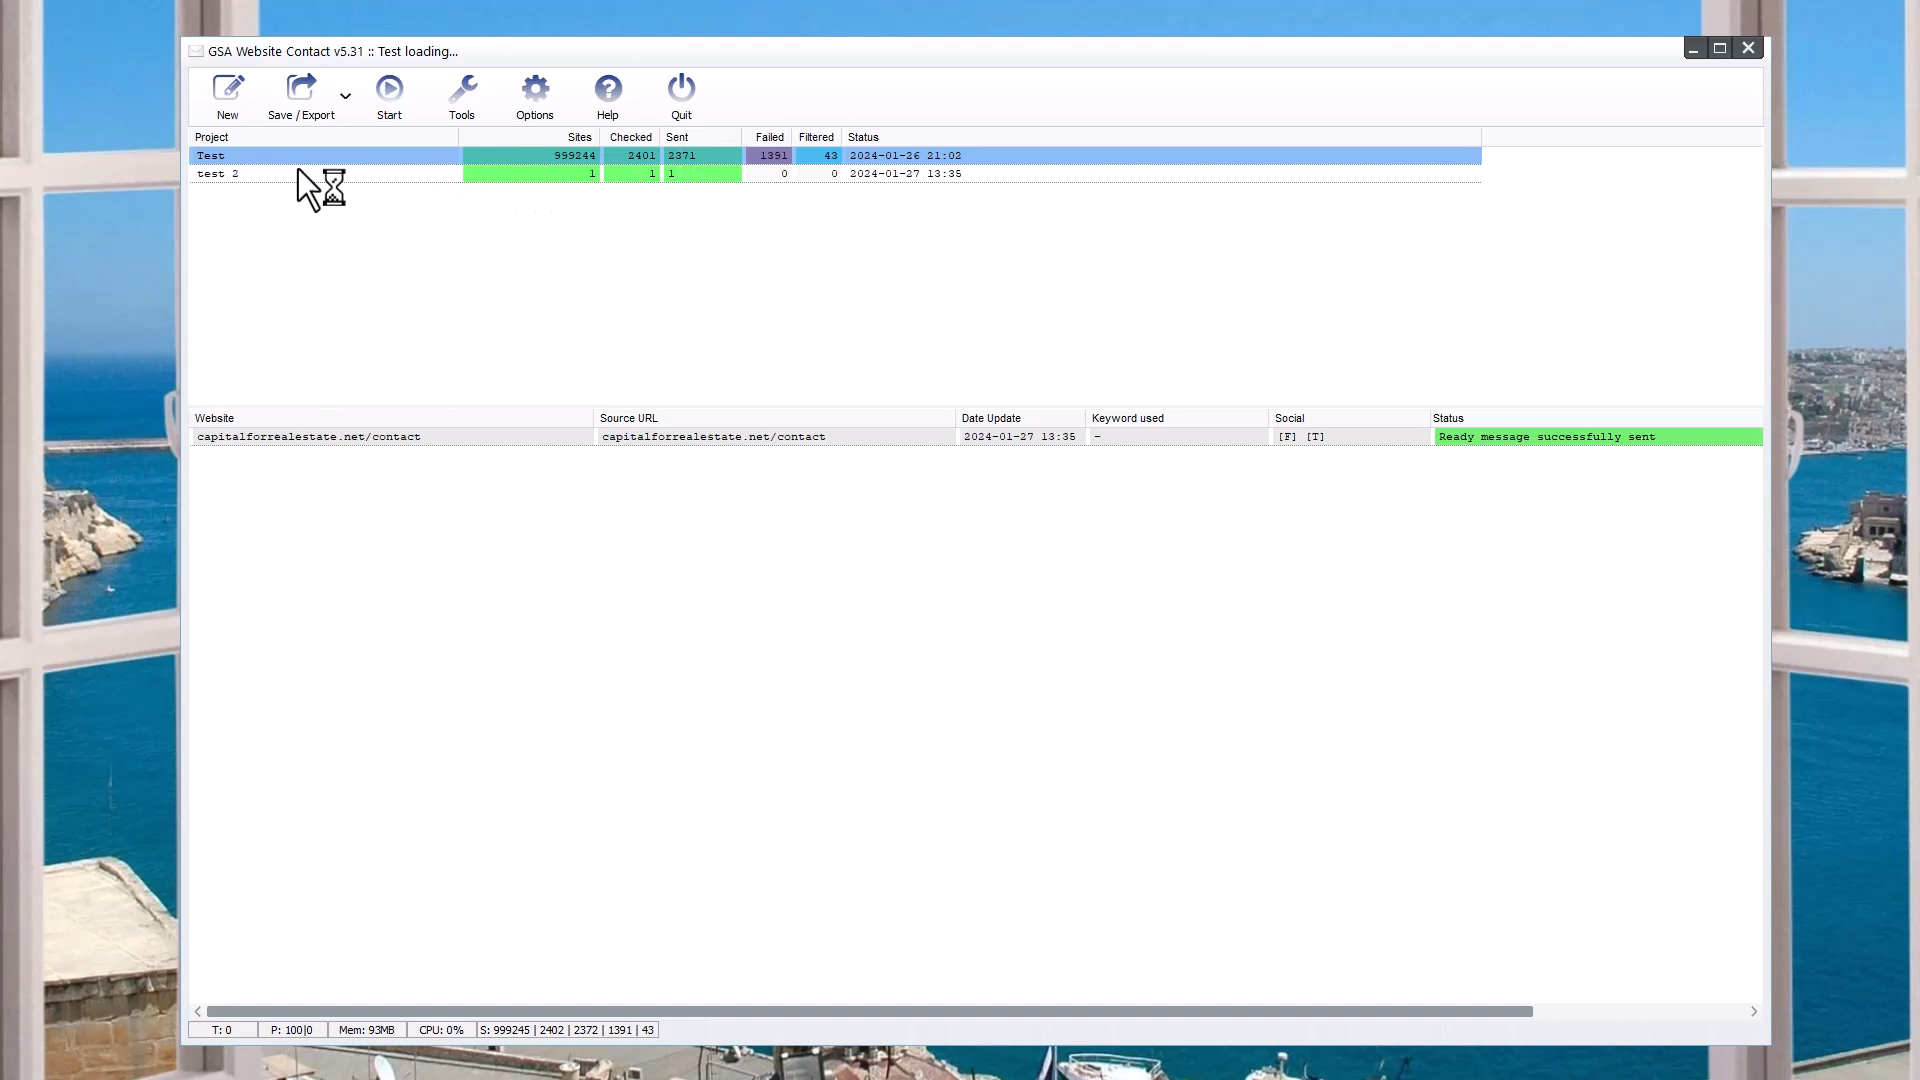 GSA Website Contact v5.31 :: Test loading...
New Save / Export Start Tools Options Help Quit
Project Sites Checked Sent Failed Filtered Status
Test 999244 2401 2371 1391 43 2024-01-26 21:02
test 2 1 1 1 0 0 2024-01-27 13:35
Website Source URL Date Update Keyword used Social Status
capitalforrealestate.net/contact capitalforrealestate.net/contact 2024-01-27 13:35 - [F] [T] Ready message successfully sent
T: 0 P: 100|0 Mem: 93MB CPU: 0% S: 999245 | 2402 | 2372 | 1391 | 43